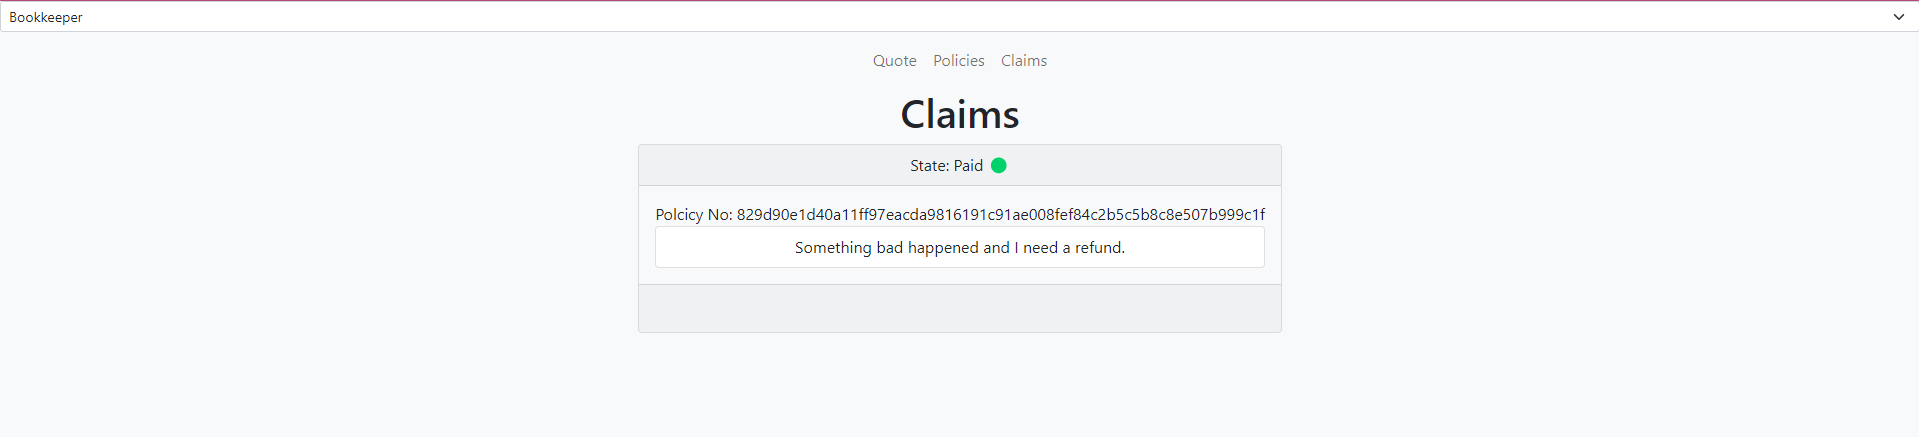 Bookkeeper
Quote Policies Claims
Claims
State: Paid
Polcicy No: 829d90e1d40a11ff97eacda9816191c91ae008fef84c2b5c5b8c8e507b999c1f
Something bad happened and I need a refund.